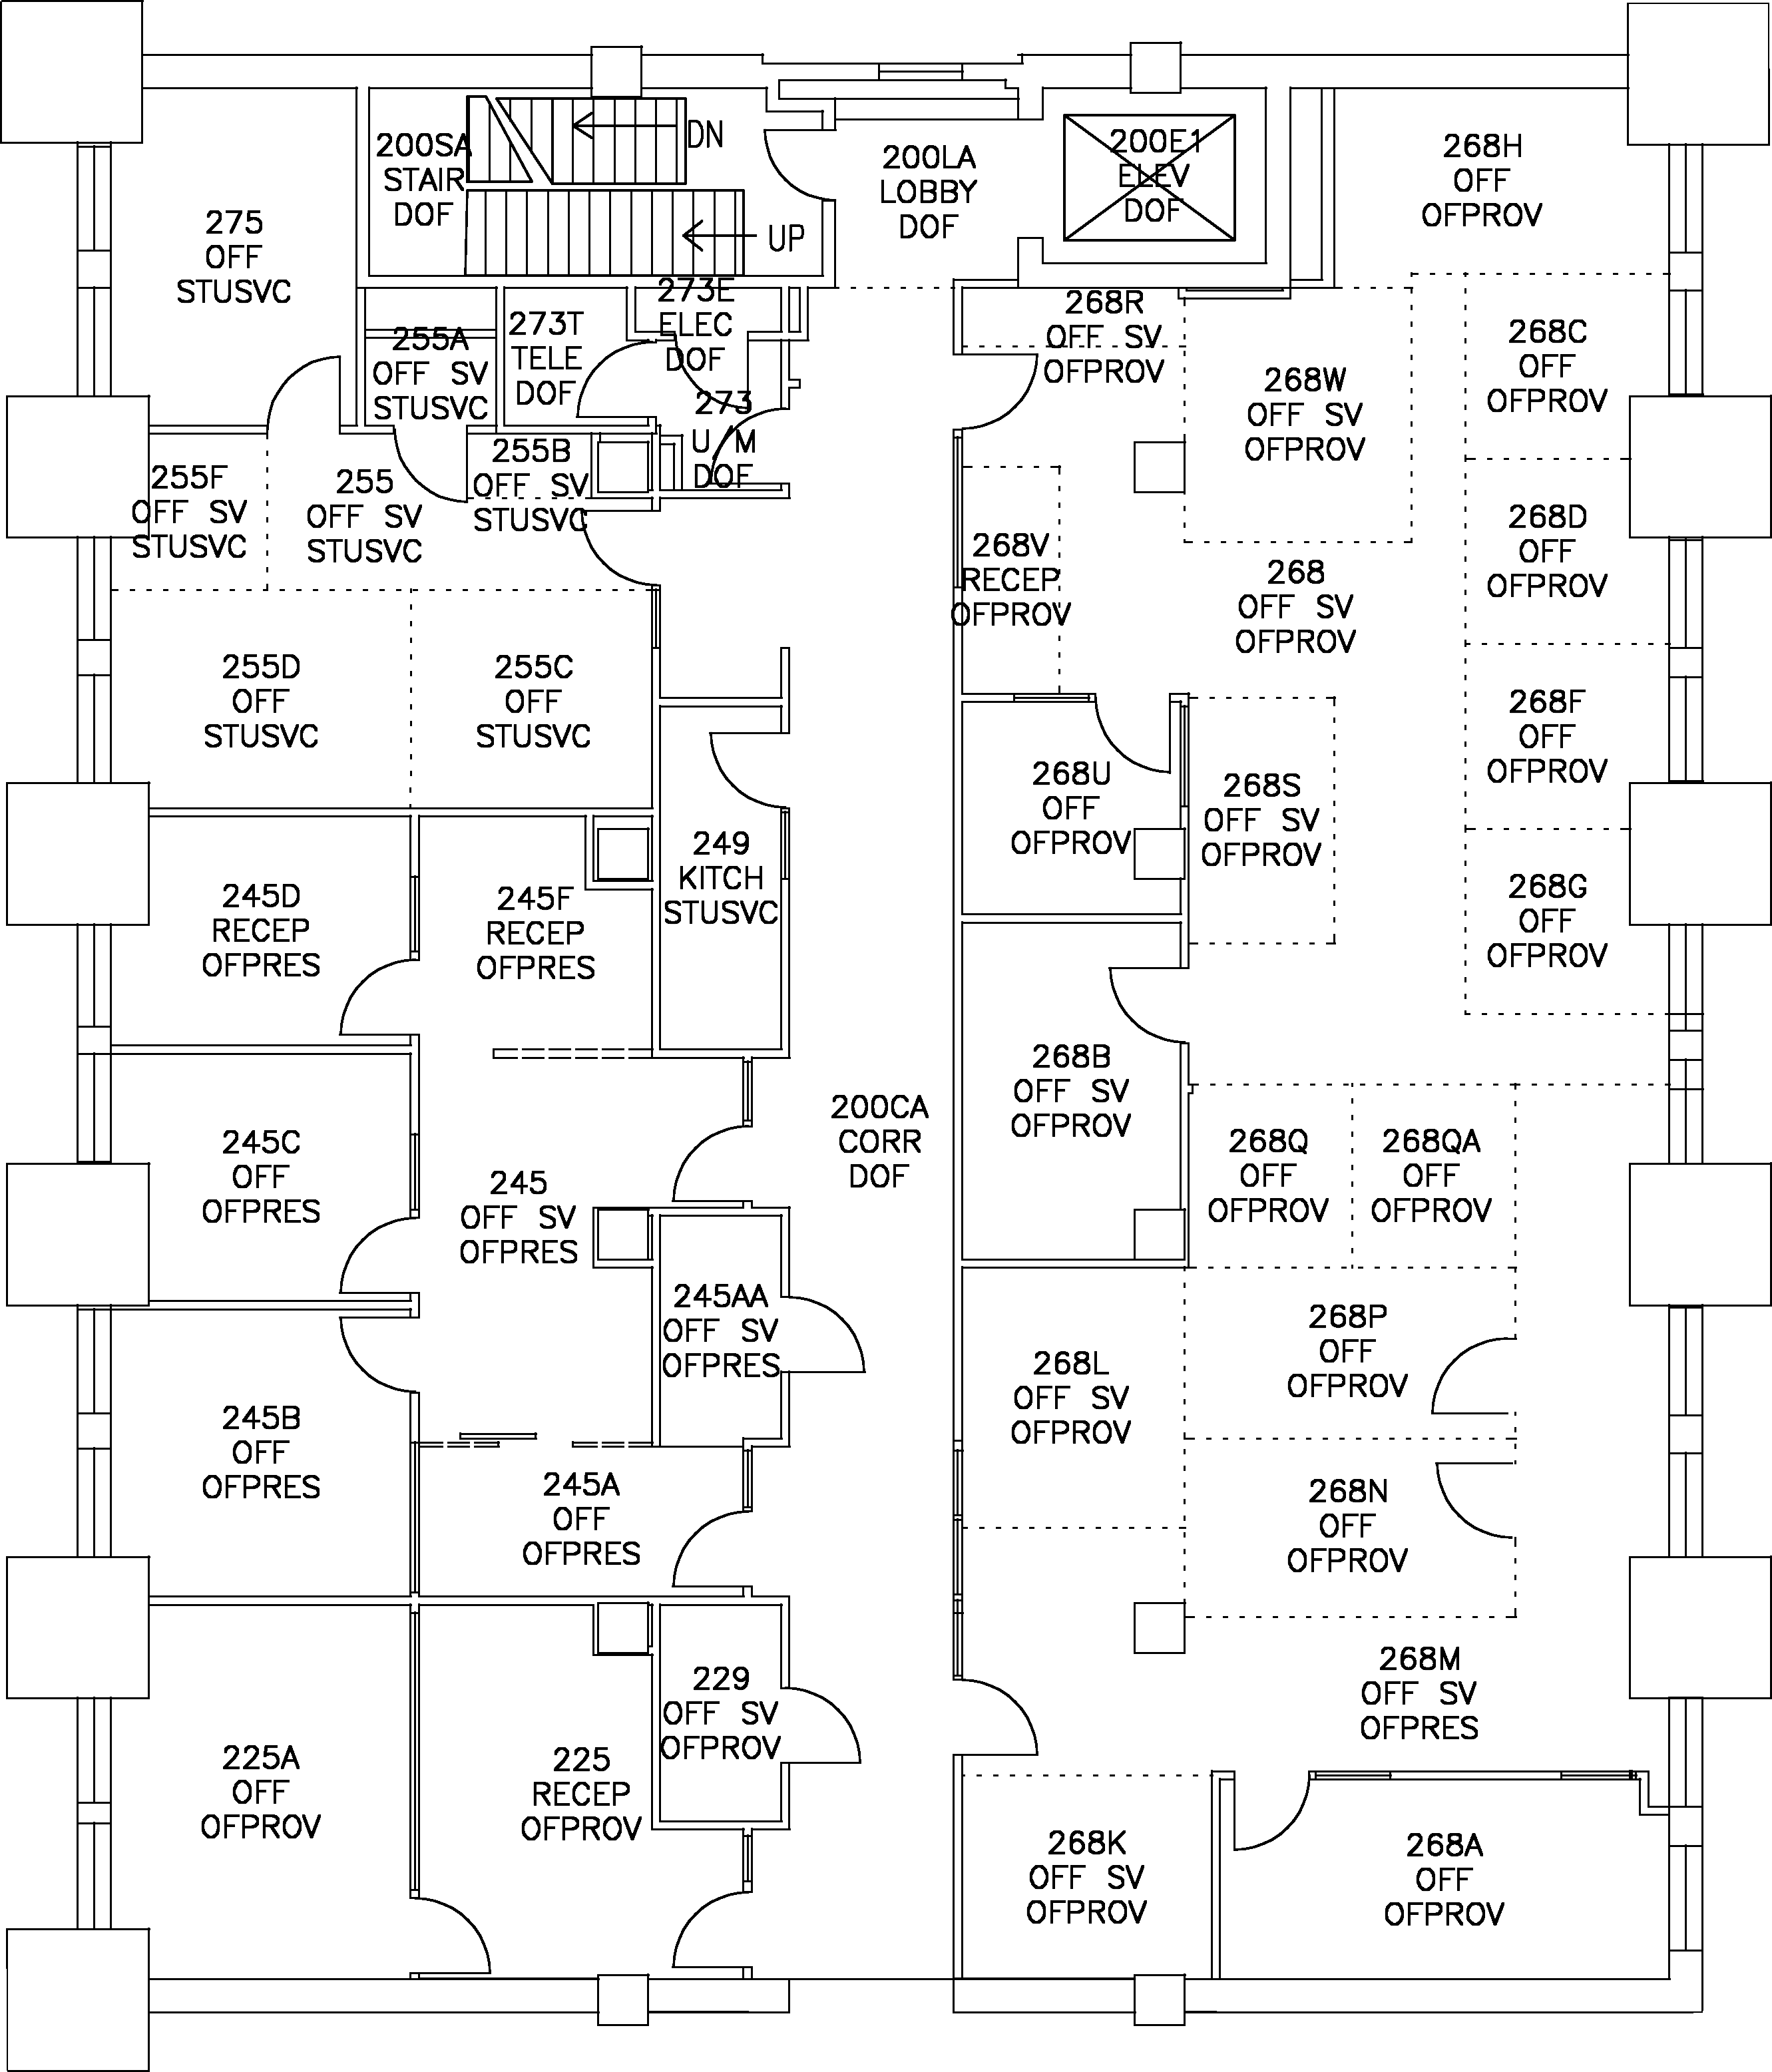 200SA
STAIR
DOF
DN
UP
200LA
LOBBY
DOF
200E1
ELEV
DOF
268H
OFF
OFPROV
275
OFF
STUSVC
255A
OFF SV
STUSVC
273T
TELE
DOF
273E
ELEC
DOF
273
U M
DOF
268R
OFF SV
OFPROV
268W
OFF SV
OFPROV
268C
OFF
OFPROV
255F
OFF SV
STUSVC
255
OFF SV
STUSVC
255B
OFF SV
STUSVC
268V
RECEP
OFPROV
268
OFF SV
OFPROV
268D
OFF
OFPROV
255D
OFF
STUSVC
255C
OFF
STUSVC
268F
OFF
OFPROV
268U
OFF
OFPROV
268S
OFF SV
OFPROV
249
KITCH
STUSVC
245D
RECEP
OFPRES
245F
RECEP
OFPRES
268G
OFF
OFPROV
268B
OFF SV
OFPROV
200CA
CORR
DOF
245C
OFF
OFPRES
245
OFF SV
OFPRES
268Q
OFF
OFPROV
268QA
OFF
OFPROV
245AA
OFF SV
OFPRES
268L
OFF SV
OFPROV
268P
OFF
OFPROV
245B
OFF
OFPRES
245A
OFF
OFPRES
268N
OFF
OFPROV
229
OFF SV
OFPROV
268M
OFF SV
OFPRES
225A
OFF
OFPROV
225
RECEP
OFPROV
268K
OFF SV
OFPROV
268A
OFF
OFPROV